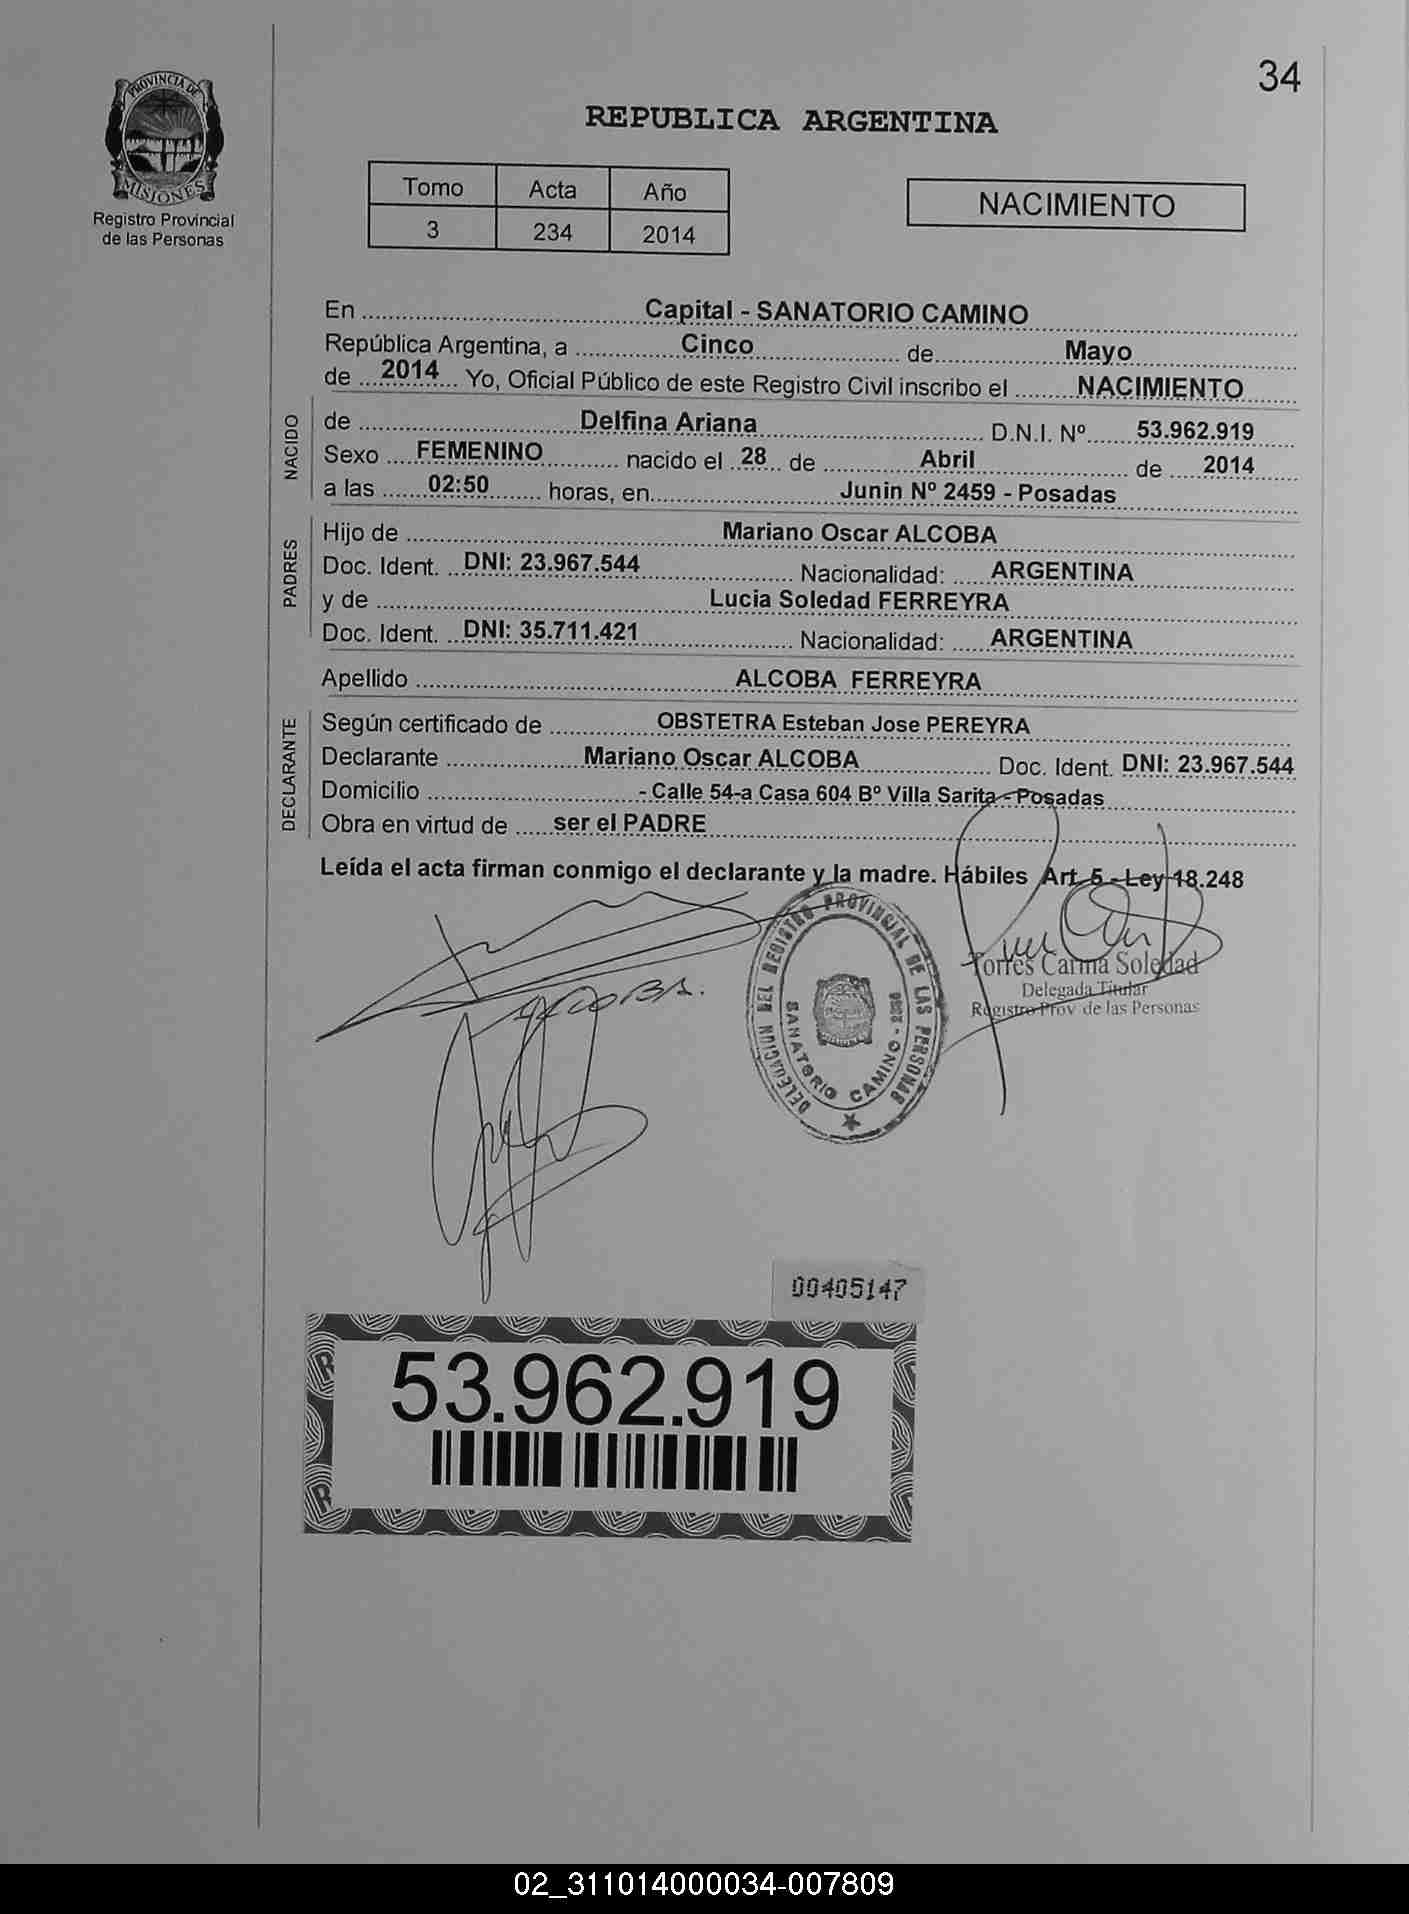 34
PROVINCIA DE
MISIONES
Registro Provincial
de las Personas
REPUBLICA ARGENTINA
Tomo Acta Año
3 234 2014
NACIMIENTO
En Capital - SANATORIO CAMINO
República Argentina, a Cinco de Mayo
de 2014 Yo, Oficial Público de este Registro Civil inscribo el NACIMIENTO
NACIDO
de Delfina Ariana D.N.I. Nº 53.962.919
Sexo FEMENINO nacido el 28 de Abril de 2014
a las 02:50 horas, en Junin Nº 2459 - Posadas
PADRES
Hijo de Mariano Oscar ALCOBA
Doc. Ident. DNI: 23.967.544 Nacionalidad: ARGENTINA
y de Lucia Soledad FERREYRA
Doc. Ident. DNI: 35.711.421 Nacionalidad: ARGENTINA
Apellido ALCOBA FERREYRA
DECLARANTE
Según certificado de OBSTETRA Esteban Jose PEREYRA
Declarante Mariano Oscar ALCOBA Doc. Ident. DNI: 23.967.544
Domicilio - Calle 54-a Casa 604 Bº Villa Sarita - Posadas
Obra en virtud de ser el PADRE
Leída el acta firman conmigo el declarante y la madre. Hábiles Art. 5 - Ley 18.248
ALCOBA.
DELEGACION DEL REGISTRO PROVINCIAL DE LAS PERSONAS
SANATORIO CAMINO
Torres Carina Soledad
Delegada Titular
Registro Prov de las Personas
00405147
53.962.919
02_311014000034-007809